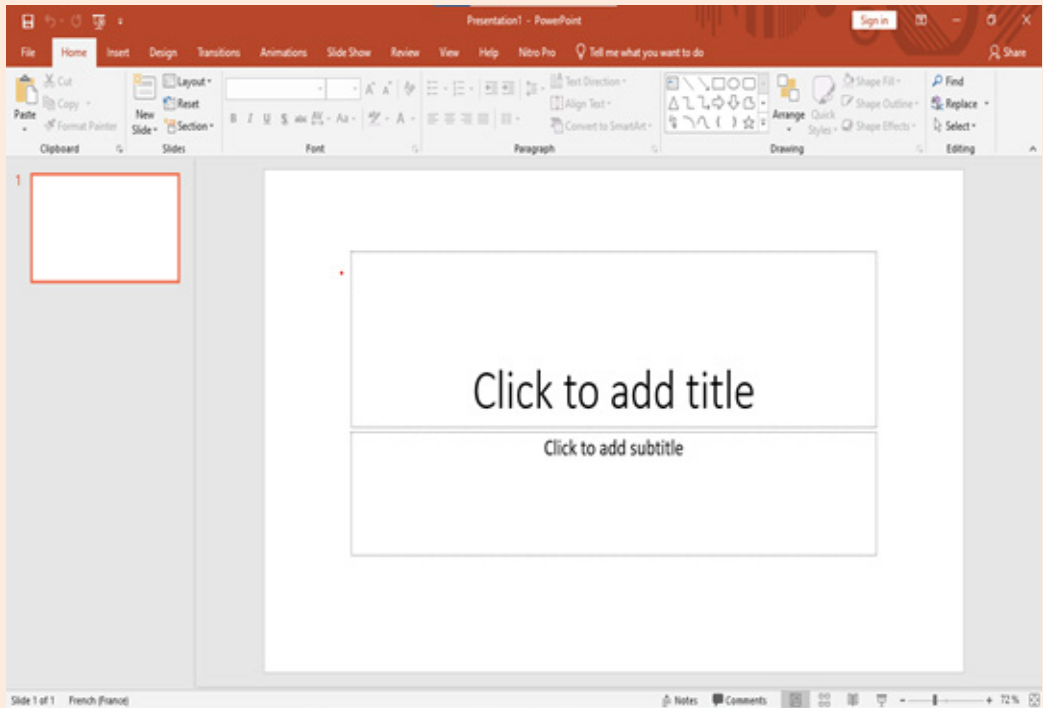 Presentation1 - PowerPoint
Sign in
File Home Insert Design Transitions Animations Slide Show Review View Help Nitro Pro Tell me what you want to do Share
Paste
Cut
Copy
Format Painter
Clipboard
New Slide
Layout
Reset
Section
Slides
B I U S abc AV Aa A
Font
Text Direction
Align Text
Convert to SmartArt
Paragraph
Arrange
Quick Styles
Shape Fill
Shape Outline
Shape Effects
Drawing
Find
Replace
Select
Editing
1
Click to add title
Click to add subtitle
Slide 1 of 1 French (France) Notes Comments 72%